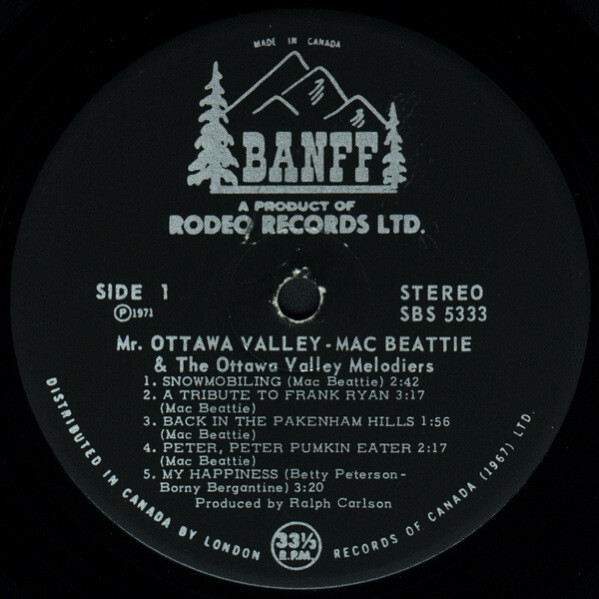 MADE IN CANADA
BANFF
A PRODUCT OF
RODEO RECORDS LTD.
SIDE 1
Ⓟ1971
STEREO
SBS 5333
Mr. OTTAWA VALLEY - MAC BEATTIE
& The Ottawa Valley Melodiers
1. SNOWMOBILING (Mac Beattie) 2:42
2. A TRIBUTE TO FRANK RYAN 3:17
(Mac Beattie)
3. BACK IN THE PAKENHAM HILLS 1:56
(Mac Beattie)
4. PETER, PETER PUMKIN EATER 2:17
(Mac Beattie)
5. MY HAPPINESS (Betty Peterson-
Borny Bergantine) 3:20
Produced by Ralph Carlson
33⅓
R.P.M.
DISTRIBUTED IN CANADA BY LONDON RECORDS OF CANADA (1967) LTD.